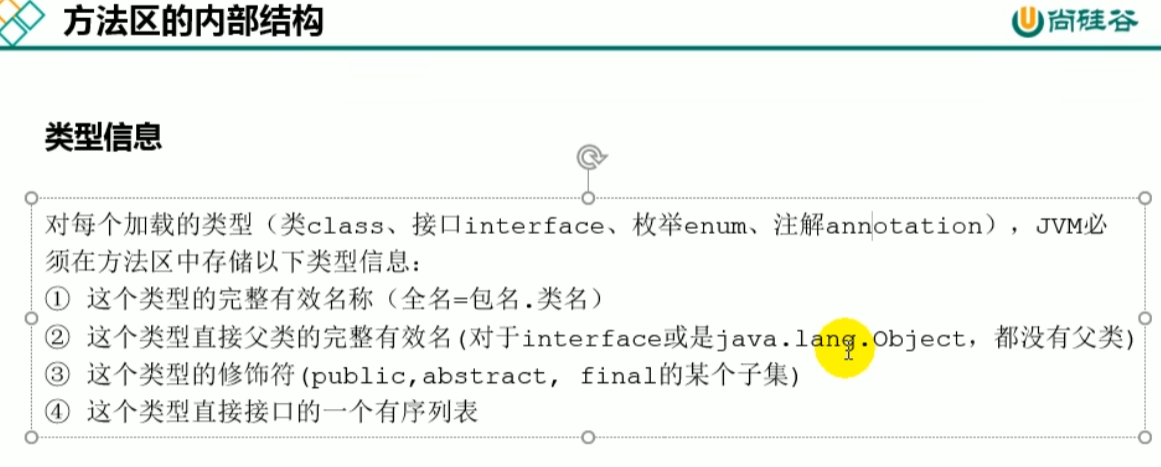 方法区的内部结构
尚硅谷
类型信息
对每个加载的类型（类class、接口interface、枚举enum、注解annotation），JVM必
须在方法区中存储以下类型信息：
① 这个类型的完整有效名称（全名=包名.类名）
② 这个类型直接父类的完整有效名(对于interface或是java.lang.Object，都没有父类)
③ 这个类型的修饰符(public,abstract, final的某个子集)
④ 这个类型直接接口的一个有序列表